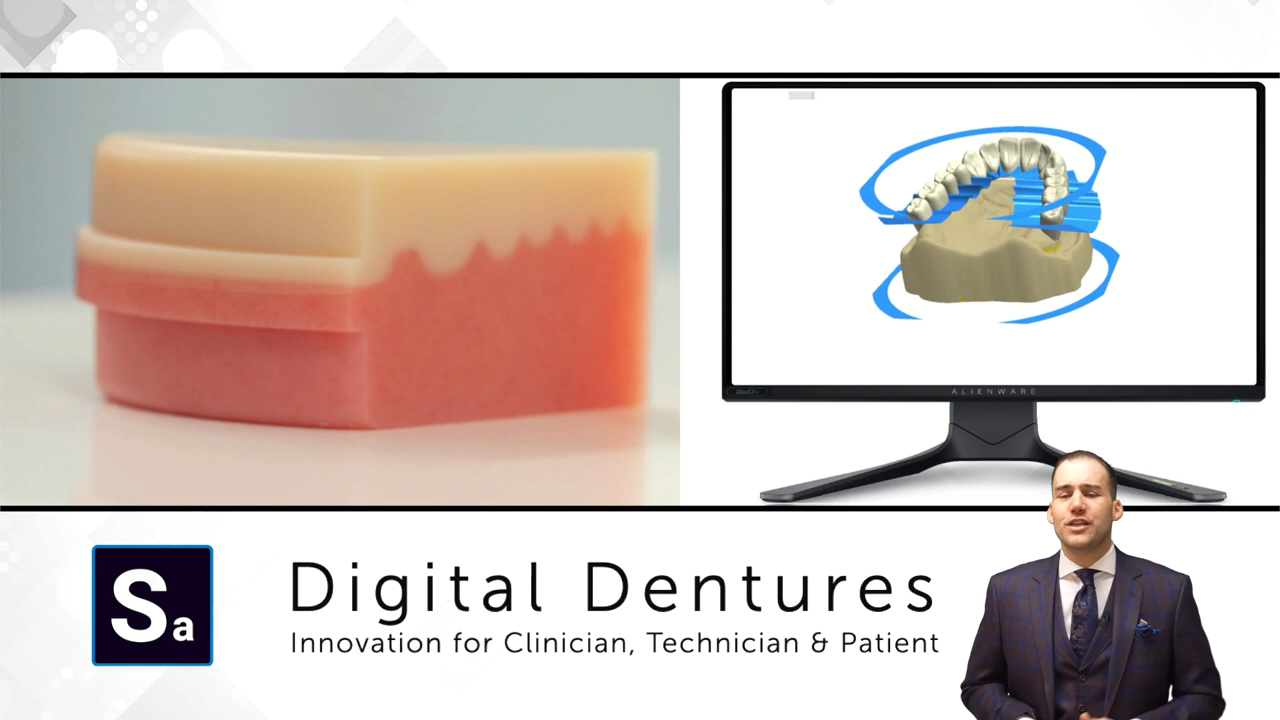 ALIENWARE
Sa
Digital Dentures
Innovation for Clinician, Technician & Patient